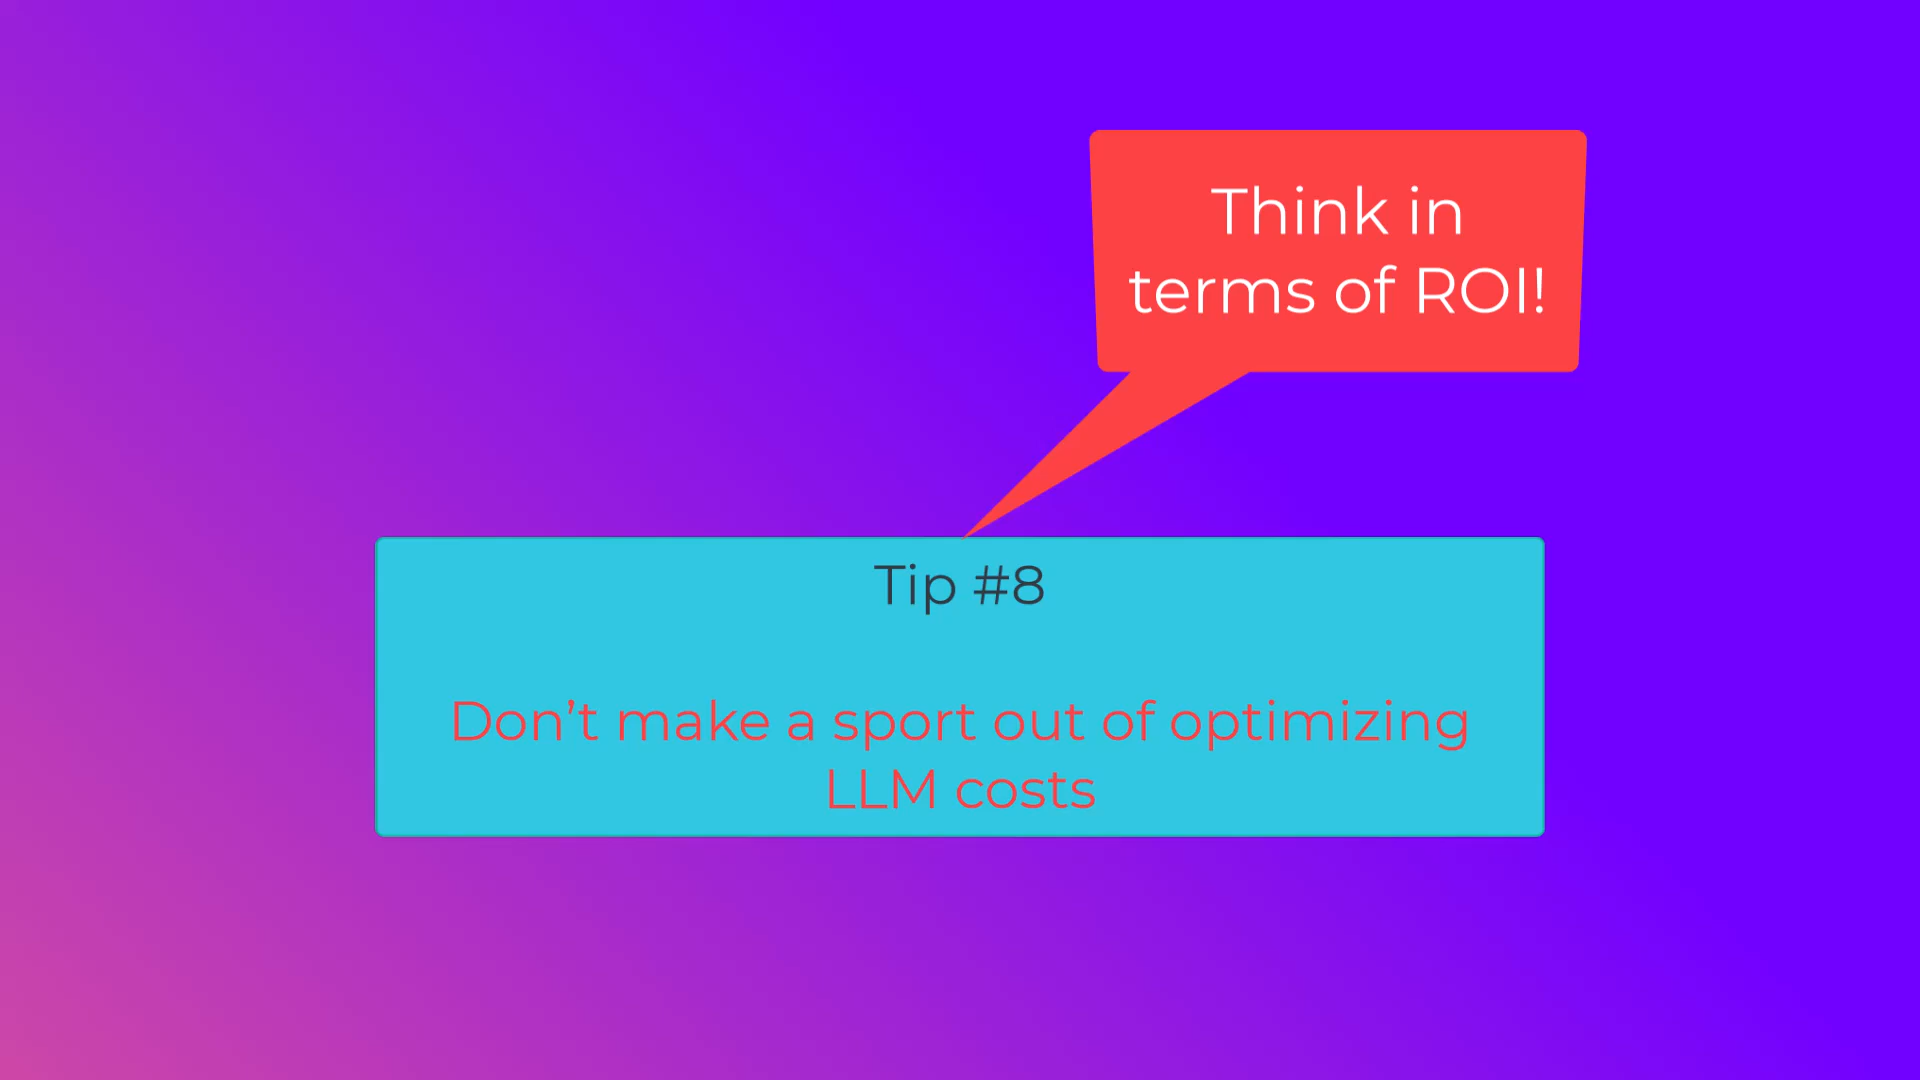 Think in
terms of ROI!
Tip #8
Don’t make a sport out of optimizing
LLM costs